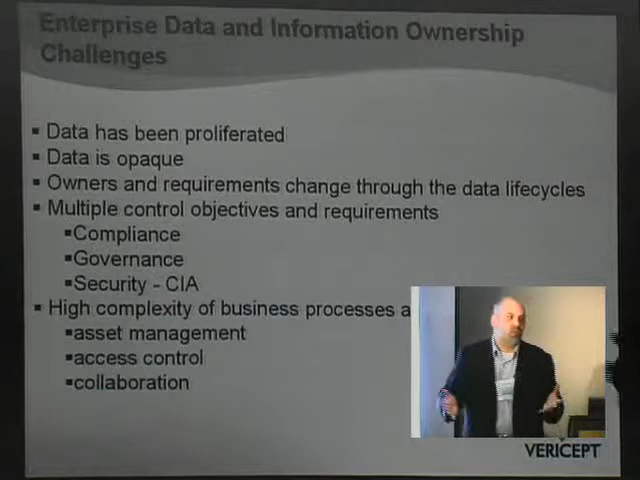 Enterprise Data and Information Ownership
Challenges
▪ Data has been proliferated
▪ Data is opaque
▪ Owners and requirements change through the data lifecycles
▪ Multiple control objectives and requirements
▪Compliance
▪Governance
▪Security - CIA
▪ High complexity of business processes a
▪asset management
▪access control
▪collaboration
VERICEPT